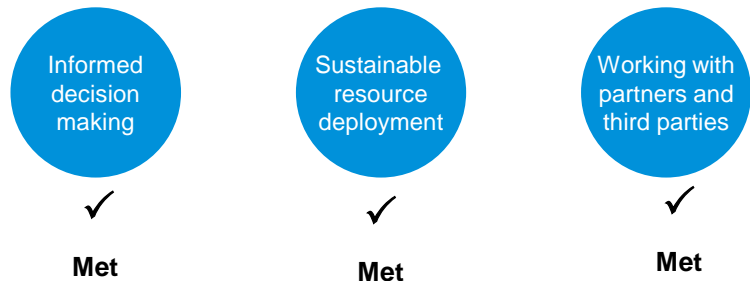 Informed
decision
making
Sustainable
resource
deployment
Working with
partners and
third parties
✓
✓
✓
Met
Met
Met